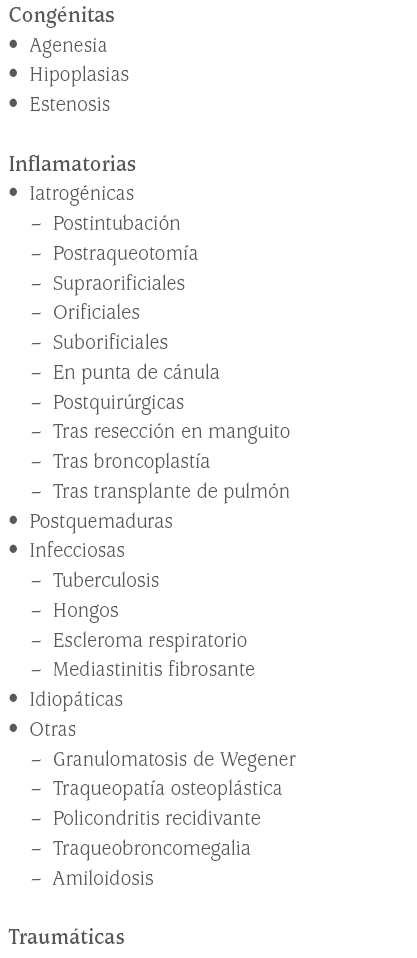 Congénitas
• Agenesia
• Hipoplasias
• Estenosis
Inflamatorias
• Iatrogénicas
– Postintubación
– Postraqueotomía
– Supraorificiales
– Orificiales
– Suborificiales
– En punta de cánula
– Postquirúrgicas
– Tras resección en manguito
– Tras broncoplastía
– Tras transplante de pulmón
• Postquemaduras
• Infecciosas
– Tuberculosis
– Hongos
– Escleroma respiratorio
– Mediastinitis fibrosante
• Idiopáticas
• Otras
– Granulomatosis de Wegener
– Traqueopatía osteoplástica
– Policondritis recidivante
– Traqueobroncomegalia
– Amiloidosis
Traumáticas